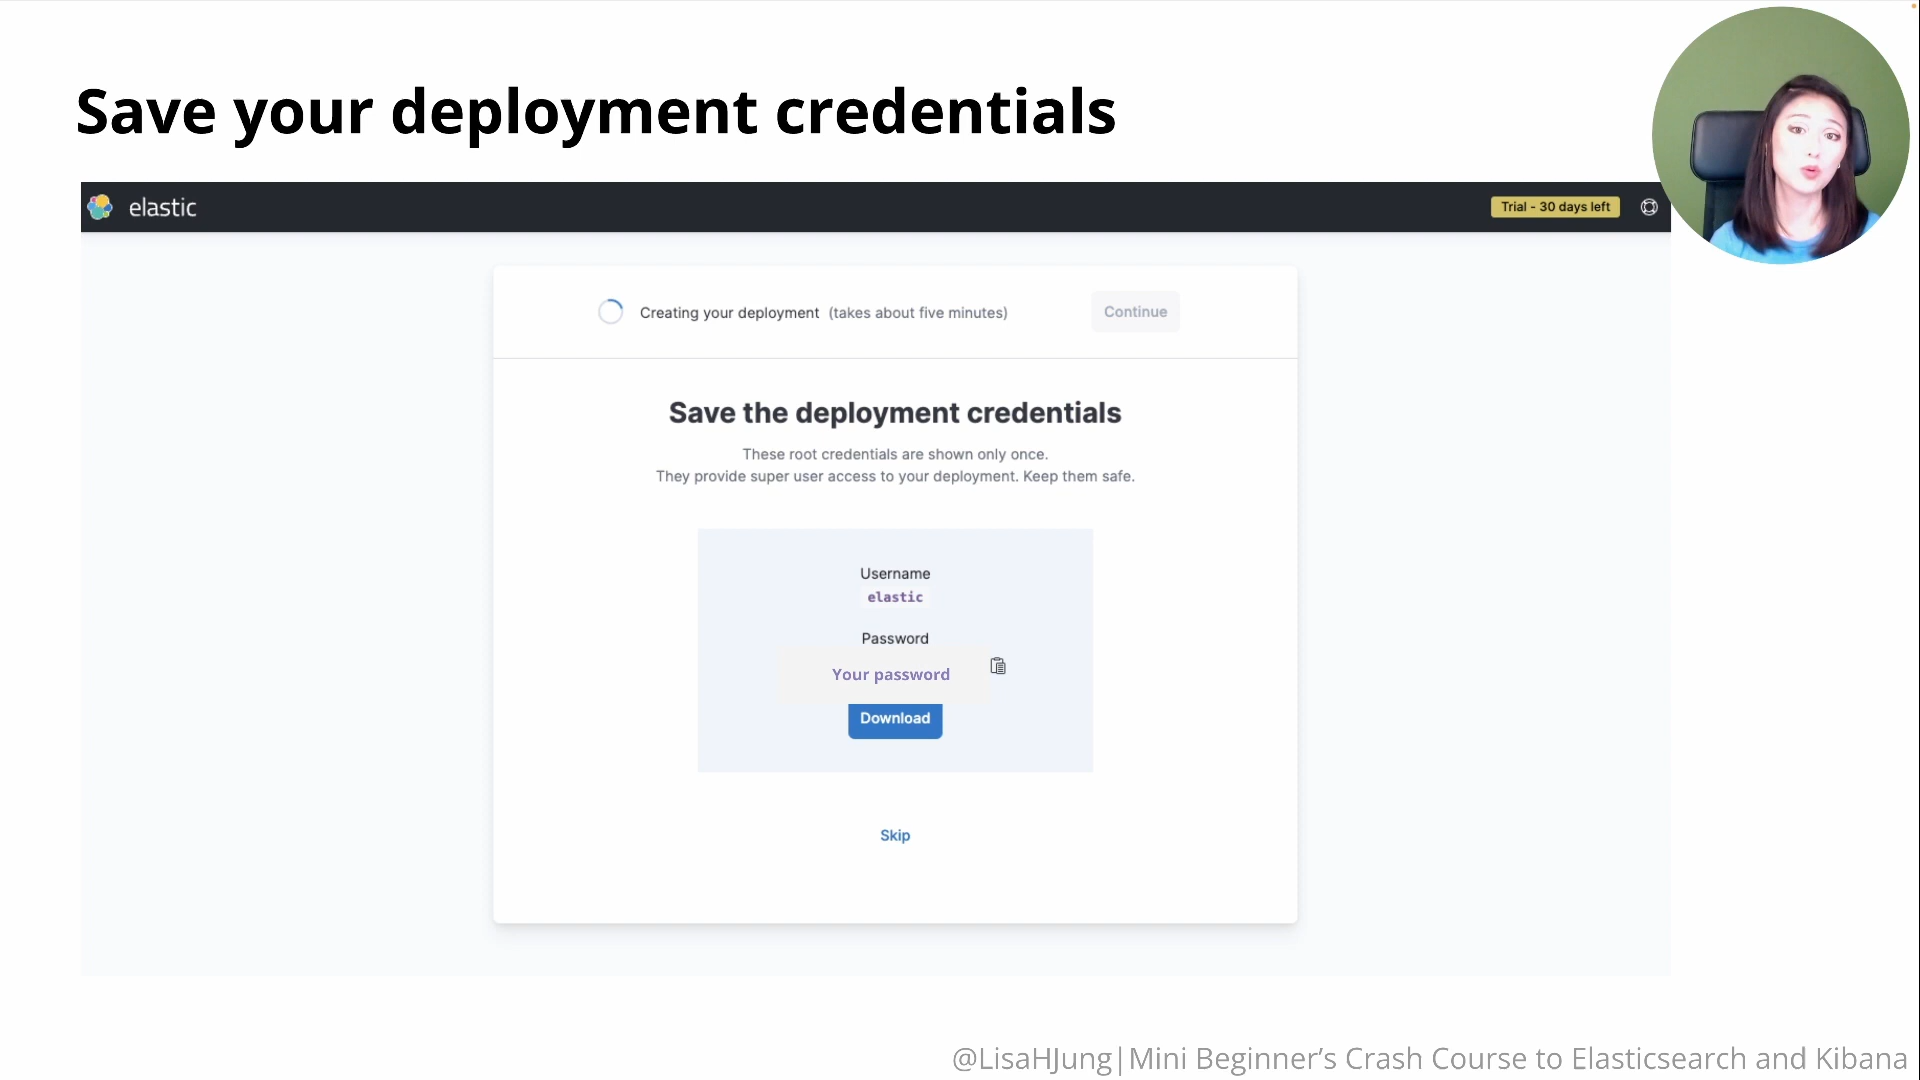 Save your deployment credentials
elastic
Trial - 30 days left
Creating your deployment (takes about five minutes)
Continue
Save the deployment credentials
These root credentials are shown only once.
They provide super user access to your deployment. Keep them safe.
Username
elastic
Password
Your password
Download
Skip
@LisaHJung|Mini Beginner’s Crash Course to Elasticsearch and Kibana